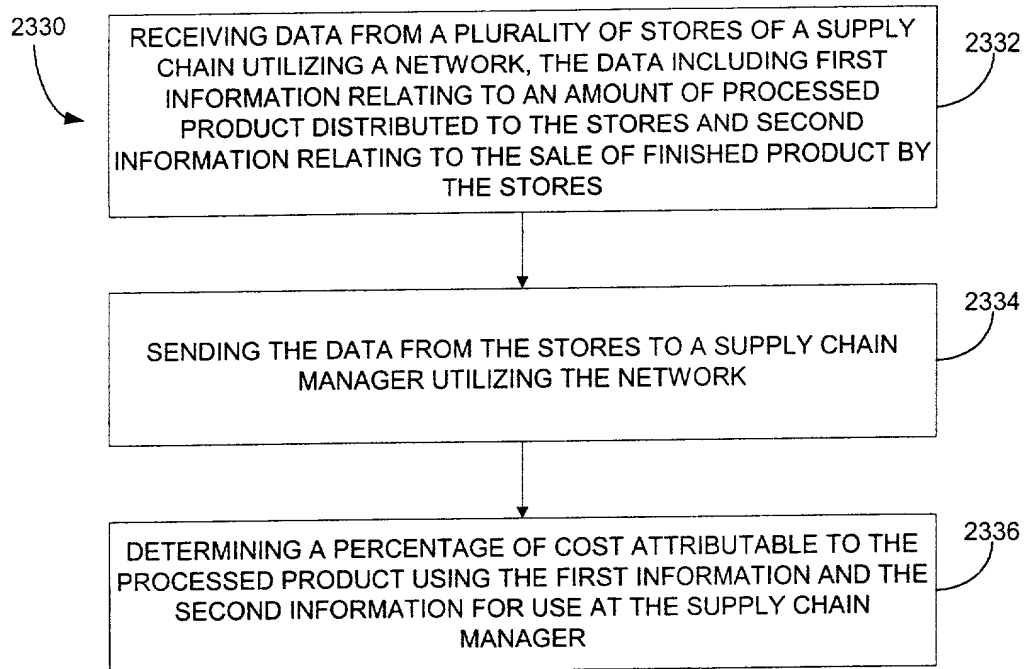 2330
RECEIVING DATA FROM A PLURALITY OF STORES OF A SUPPLY
CHAIN UTILIZING A NETWORK, THE DATA INCLUDING FIRST
INFORMATION RELATING TO AN AMOUNT OF PROCESSED
PRODUCT DISTRIBUTED TO THE STORES AND SECOND
INFORMATION RELATING TO THE SALE OF FINISHED PRODUCT BY
THE STORES
2332
SENDING THE DATA FROM THE STORES TO A SUPPLY CHAIN
MANAGER UTILIZING THE NETWORK
2334
DETERMINING A PERCENTAGE OF COST ATTRIBUTABLE TO THE
PROCESSED PRODUCT USING THE FIRST INFORMATION AND THE
SECOND INFORMATION FOR USE AT THE SUPPLY CHAIN
MANAGER
2336